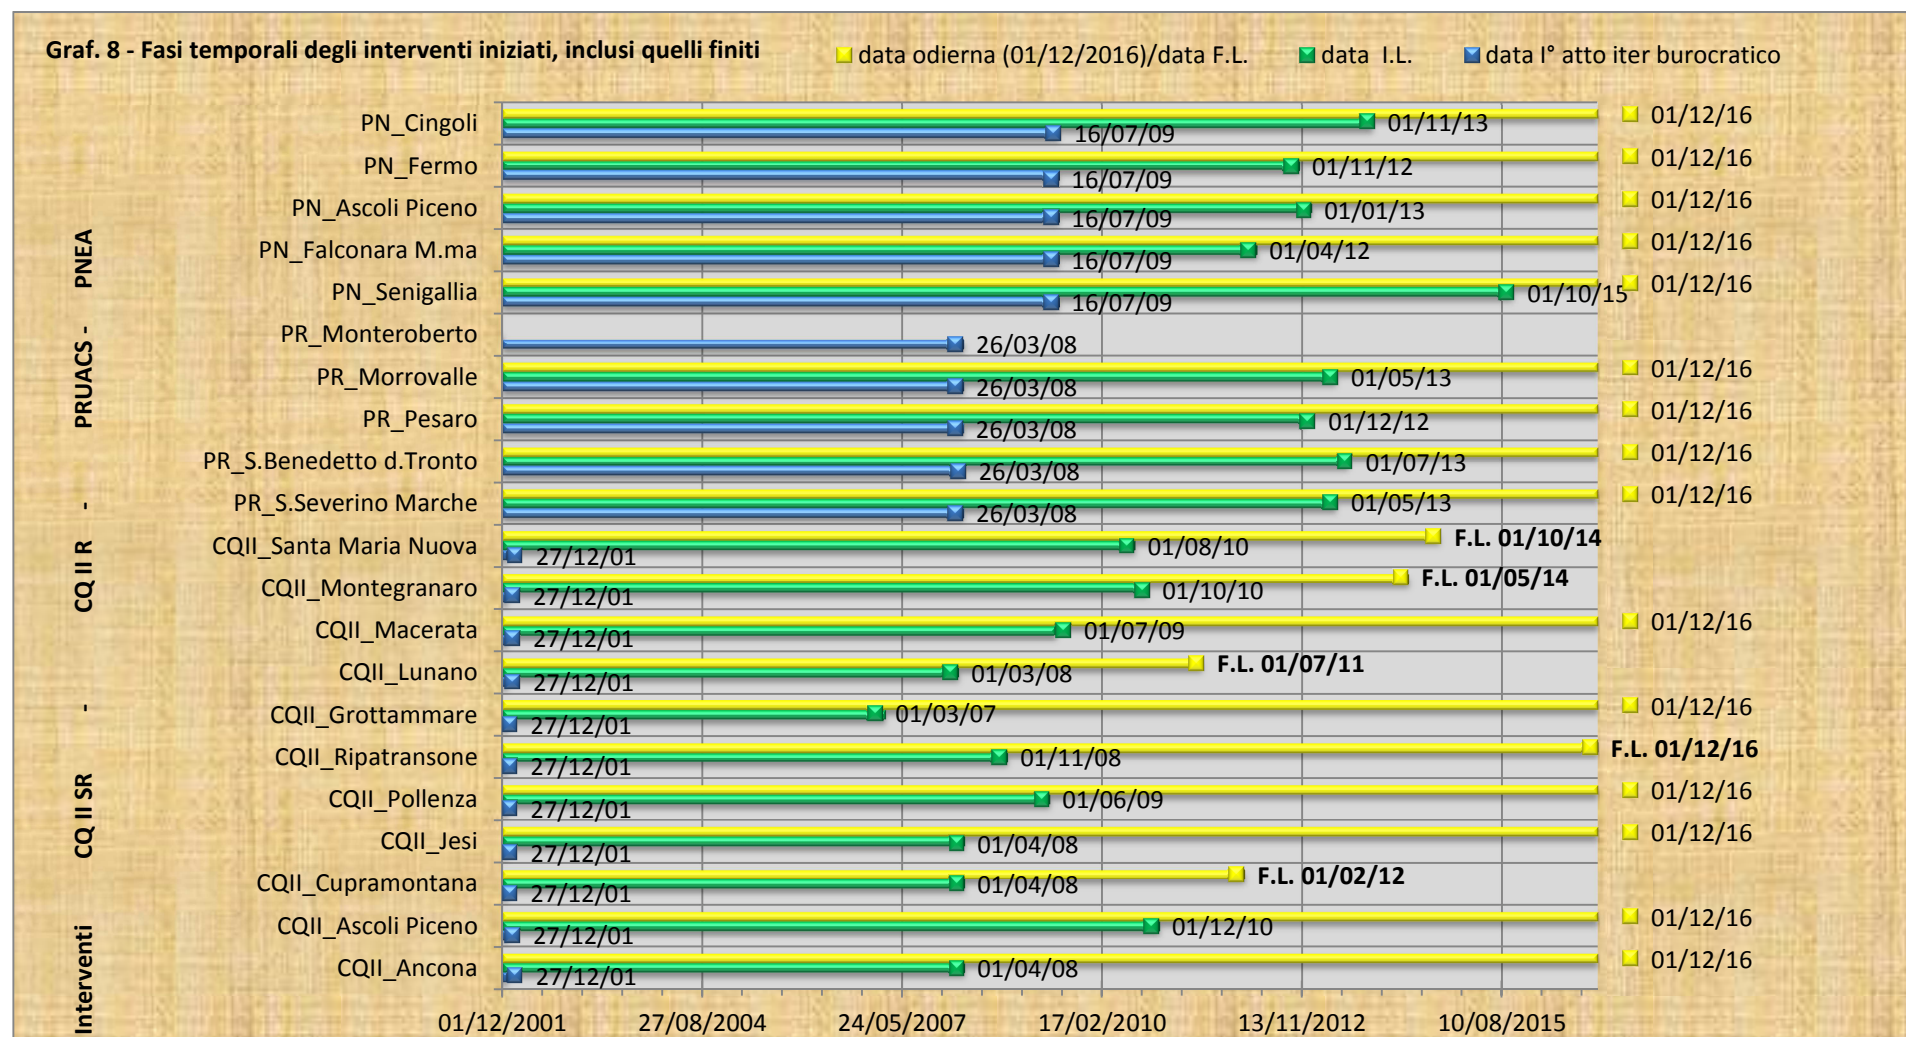 Graf. 8 - Fasi temporali degli interventi iniziati, inclusi quelli finiti
data odierna (01/12/2016)/data F.L.
data I.L.
data I° atto iter burocratico
Interventi CQ II SR - CQ II R - PRUACS - PNEA
PN_Cingoli 16/07/09 01/11/13 01/12/16
PN_Fermo 16/07/09 01/11/12 01/12/16
PN_Ascoli Piceno 16/07/09 01/01/13 01/12/16
PN_Falconara M.ma 16/07/09 01/04/12 01/12/16
PN_Senigallia 16/07/09 01/10/15 01/12/16
PR_Monteroberto 26/03/08
PR_Morrovalle 26/03/08 01/05/13 01/12/16
PR_Pesaro 26/03/08 01/12/12 01/12/16
PR_S.Benedetto d.Tronto 26/03/08 01/07/13 01/12/16
PR_S.Severino Marche 26/03/08 01/05/13 01/12/16
CQII_Santa Maria Nuova 27/12/01 01/08/10 F.L. 01/10/14
CQII_Montegranaro 27/12/01 01/10/10 F.L. 01/05/14
CQII_Macerata 27/12/01 01/07/09 01/12/16
CQII_Lunano 27/12/01 01/03/08 F.L. 01/07/11
CQII_Grottammare 27/12/01 01/03/07 01/12/16
CQII_Ripatransone 27/12/01 01/11/08 F.L. 01/12/16
CQII_Pollenza 27/12/01 01/06/09 01/12/16
CQII_Jesi 27/12/01 01/04/08 01/12/16
CQII_Cupramontana 27/12/01 01/04/08 F.L. 01/02/12
CQII_Ascoli Piceno 27/12/01 01/12/10 01/12/16
CQII_Ancona 27/12/01 01/04/08 01/12/16
01/12/2001 27/08/2004 24/05/2007 17/02/2010 13/11/2012 10/08/2015